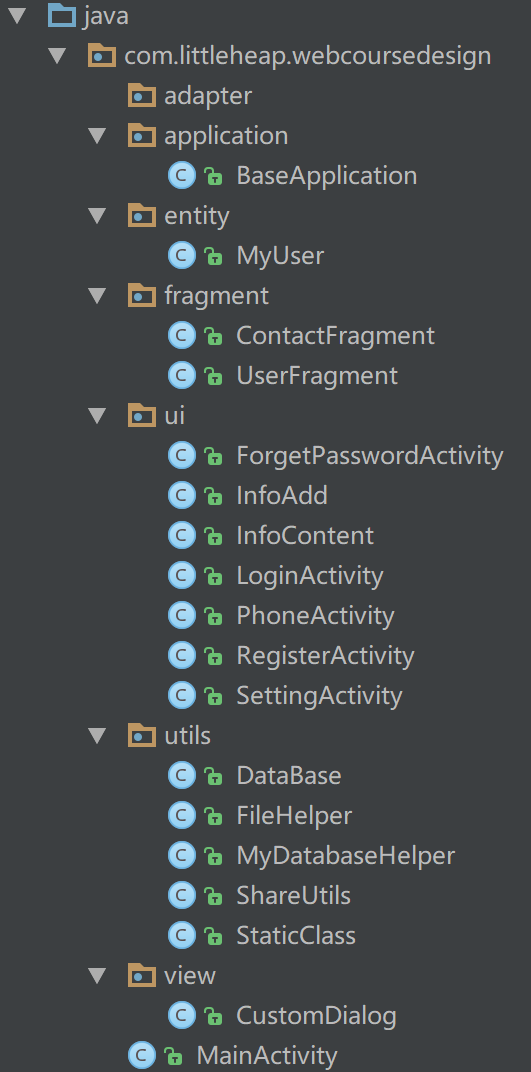 java
com.littleheap.webcoursedesign
adapter
application
BaseApplication
entity
MyUser
fragment
ContactFragment
UserFragment
ui
ForgetPasswordActivity
InfoAdd
InfoContent
LoginActivity
PhoneActivity
RegisterActivity
SettingActivity
utils
DataBase
FileHelper
MyDatabaseHelper
ShareUtils
StaticClass
view
CustomDialog
MainActivity